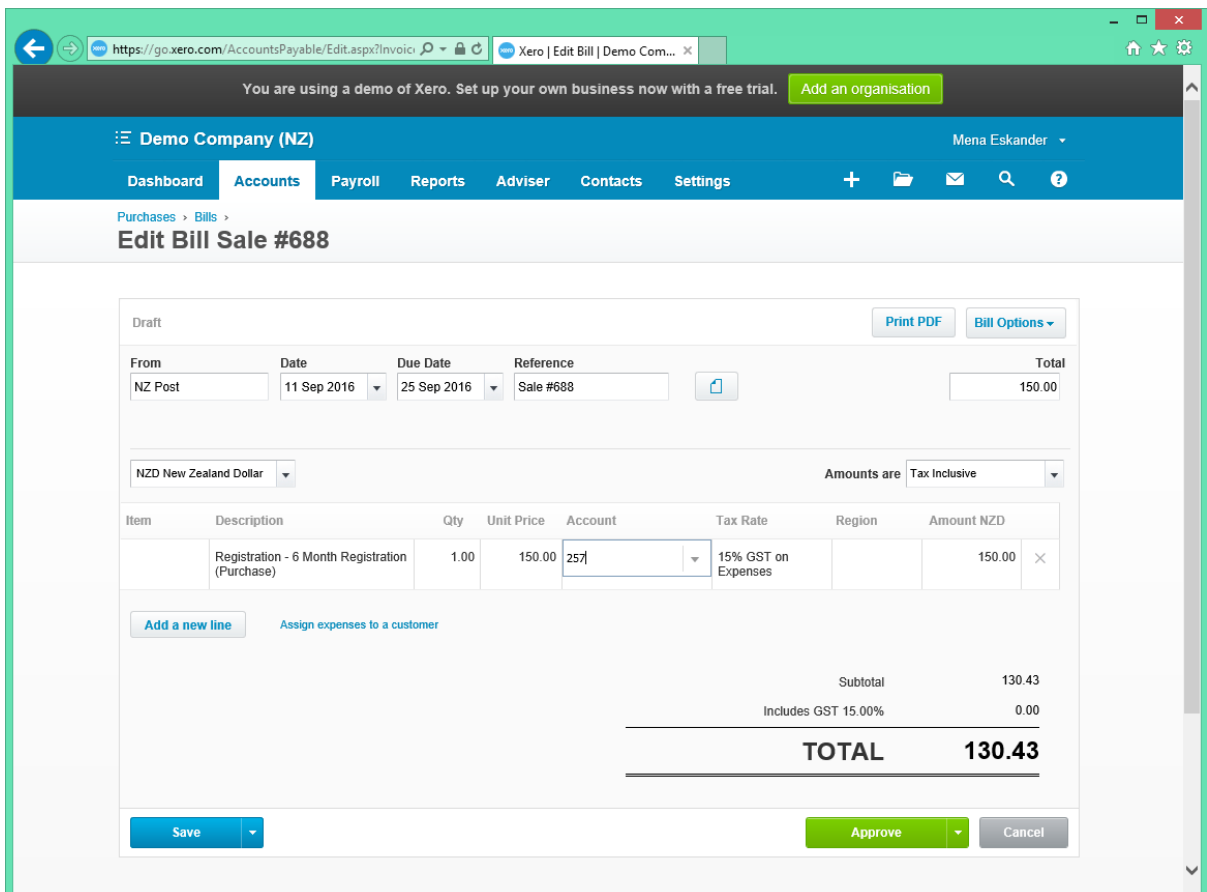 https://go.xero.com/AccountsPayable/Edit.aspx?Invoic
Xero | Edit Bill | Demo Com...
You are using a demo of Xero. Set up your own business now with a free trial. Add an organisation
Demo Company (NZ) Mena Eskander
Dashboard Accounts Payroll Reports Adviser Contacts Settings
Purchases › Bills ›
Edit Bill Sale #688
Draft Print PDF Bill Options
From Date Due Date Reference Total
NZ Post 11 Sep 2016 25 Sep 2016 Sale #688 150.00
NZD New Zealand Dollar Amounts are Tax Inclusive
Item Description Qty Unit Price Account Tax Rate Region Amount NZD
Registration - 6 Month Registration 1.00 150.00 257 15% GST on 150.00
(Purchase) Expenses
Add a new line Assign expenses to a customer
Subtotal 130.43
Includes GST 15.00% 0.00
TOTAL 130.43
Save Approve Cancel